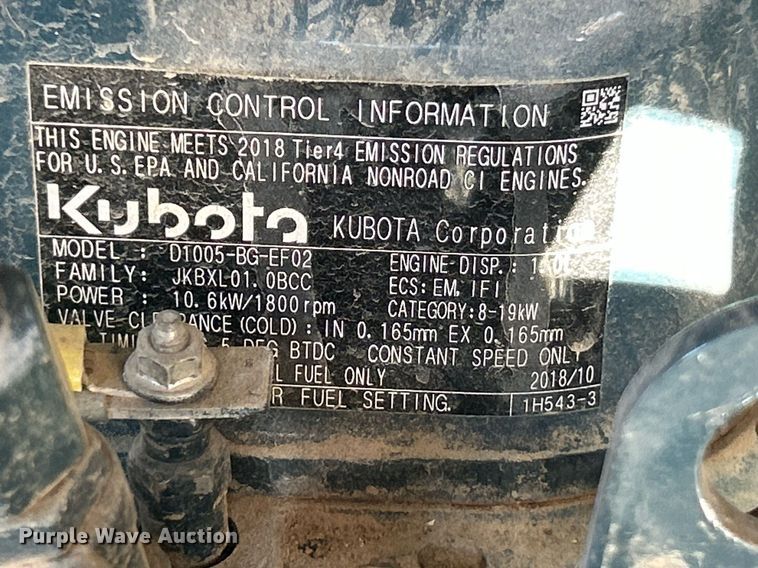 EMISSION CONTROL INFORMATION
THIS ENGINE MEETS 2018 Tier4 EMISSION REGULATIONS
FOR U.S. EPA AND CALIFORNIA NONROAD CI ENGINES.
Kubota KUBOTA Corporation
MODEL : D1005-BG-EF02 ENGINE DISP.:
FAMILY: JKBXL01.0BCC ECS: EM, IFI
POWER : 10.6kW/1800rpm CATEGORY: 8-19kW
VALVE CLEARANCE (COLD): IN 0.165mm EX 0.165mm
DEG BTDC CONSTANT SPEED ONLY
FUEL ONLY 2018/10
FUEL SETTING. 1H543-3
Purple Wave Auction